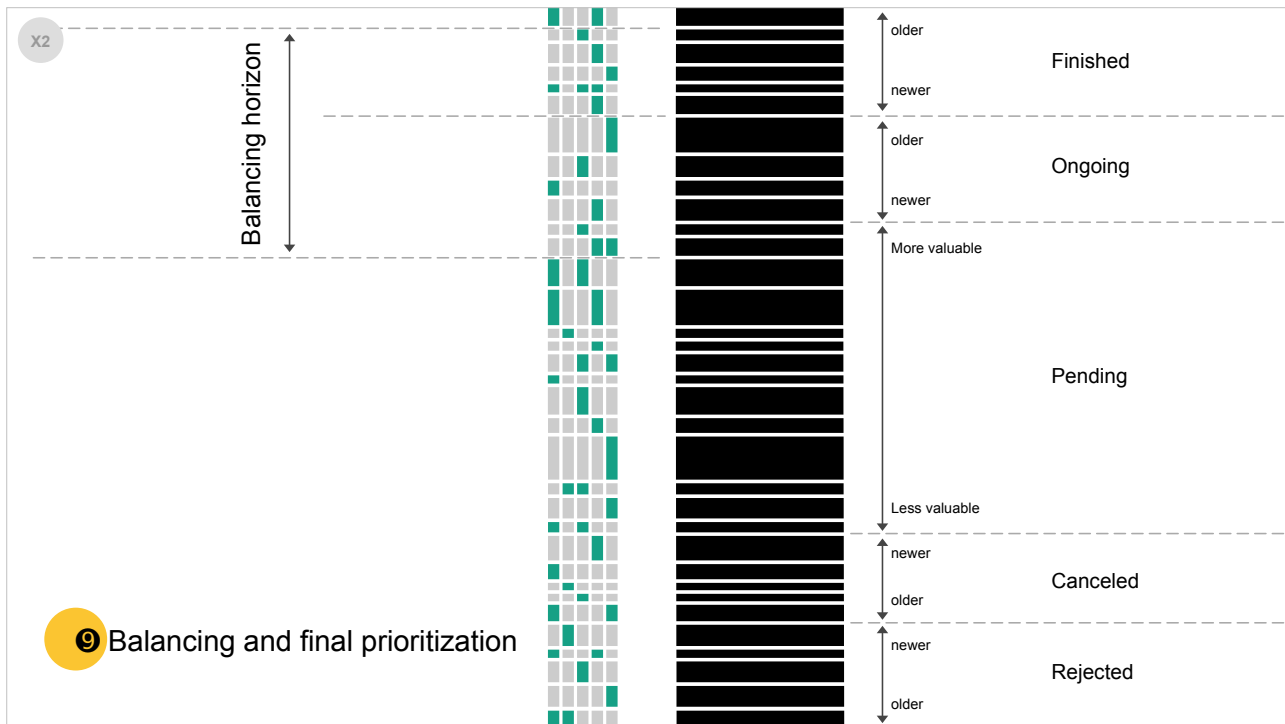 X2
Balancing horizon
older
Finished
newer
older
Ongoing
newer
More valuable
Pending
Less valuable
newer
Canceled
older
newer
Rejected
older
❾ Balancing and final prioritization